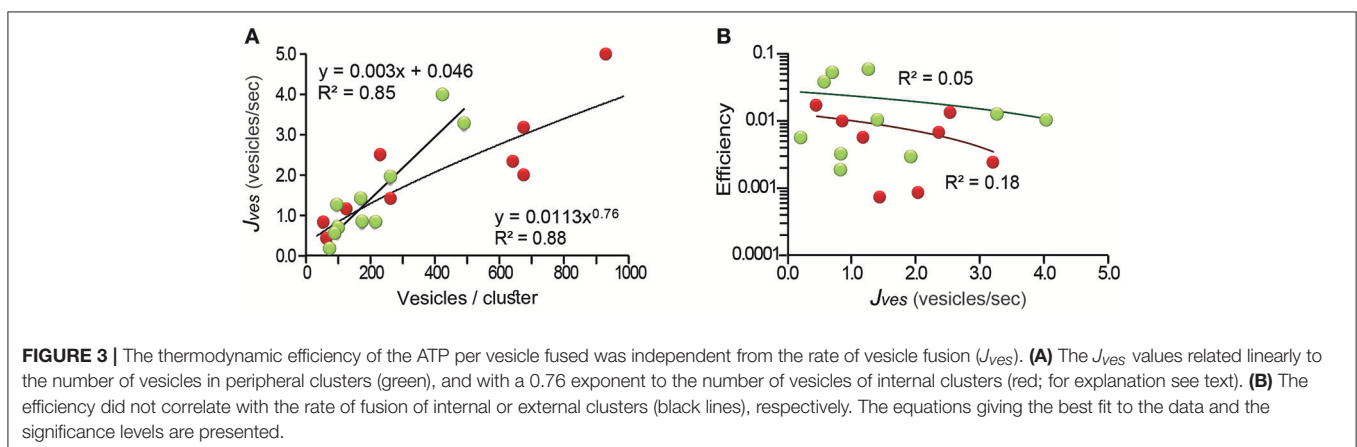 A
5.0
4.0
3.0
2.0
1.0
0.0
Jves (vesicles/sec)
y = 0.003x + 0.046
R² = 0.85
y = 0.0113x^0.76
R² = 0.88
0 200 400 600 800 1000
Vesicles / cluster
B
0.1
0.01
0.001
0.0001
Efficiency
R² = 0.05
R² = 0.18
0.0 1.0 2.0 3.0 4.0 5.0
Jves (vesicles/sec)
FIGURE 3 | The thermodynamic efficiency of the ATP per vesicle fused was independent from the rate of vesicle fusion (Jves). (A) The Jves values related linearly to
the number of vesicles in peripheral clusters (green), and with a 0.76 exponent to the number of vesicles of internal clusters (red; for explanation see text). (B) The
efficiency did not correlate with the rate of fusion of internal or external clusters (black lines), respectively. The equations giving the best fit to the data and the
significance levels are presented.